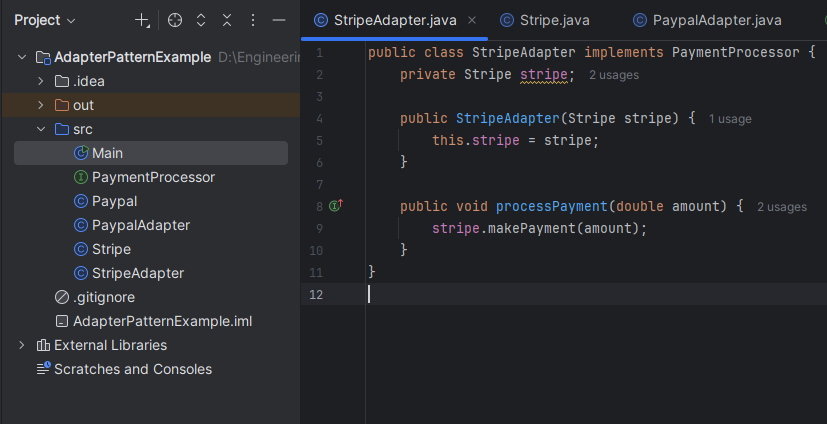 Project
AdapterPatternExample D:\Engineerin
.idea
out
src
Main
PaymentProcessor
Paypal
PaypalAdapter
Stripe
StripeAdapter
.gitignore
AdapterPatternExample.iml
External Libraries
Scratches and Consoles
StripeAdapter.java
Stripe.java
PaypalAdapter.java
1 public class StripeAdapter implements PaymentProcessor {
2 private Stripe stripe; 2 usages
3
4 public StripeAdapter(Stripe stripe) { 1 usage
5 this.stripe = stripe;
6 }
7
8 public void processPayment(double amount) { 2 usages
9 stripe.makePayment(amount);
10 }
11 }
12